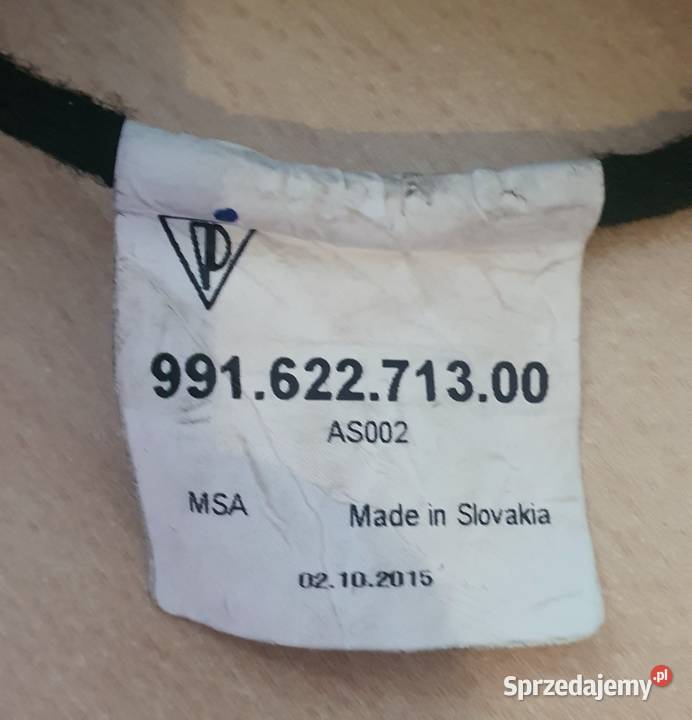 P
991.622.713.00
AS002
MSA Made in Slovakia
02.10.2015
Sprzedajemy.pl